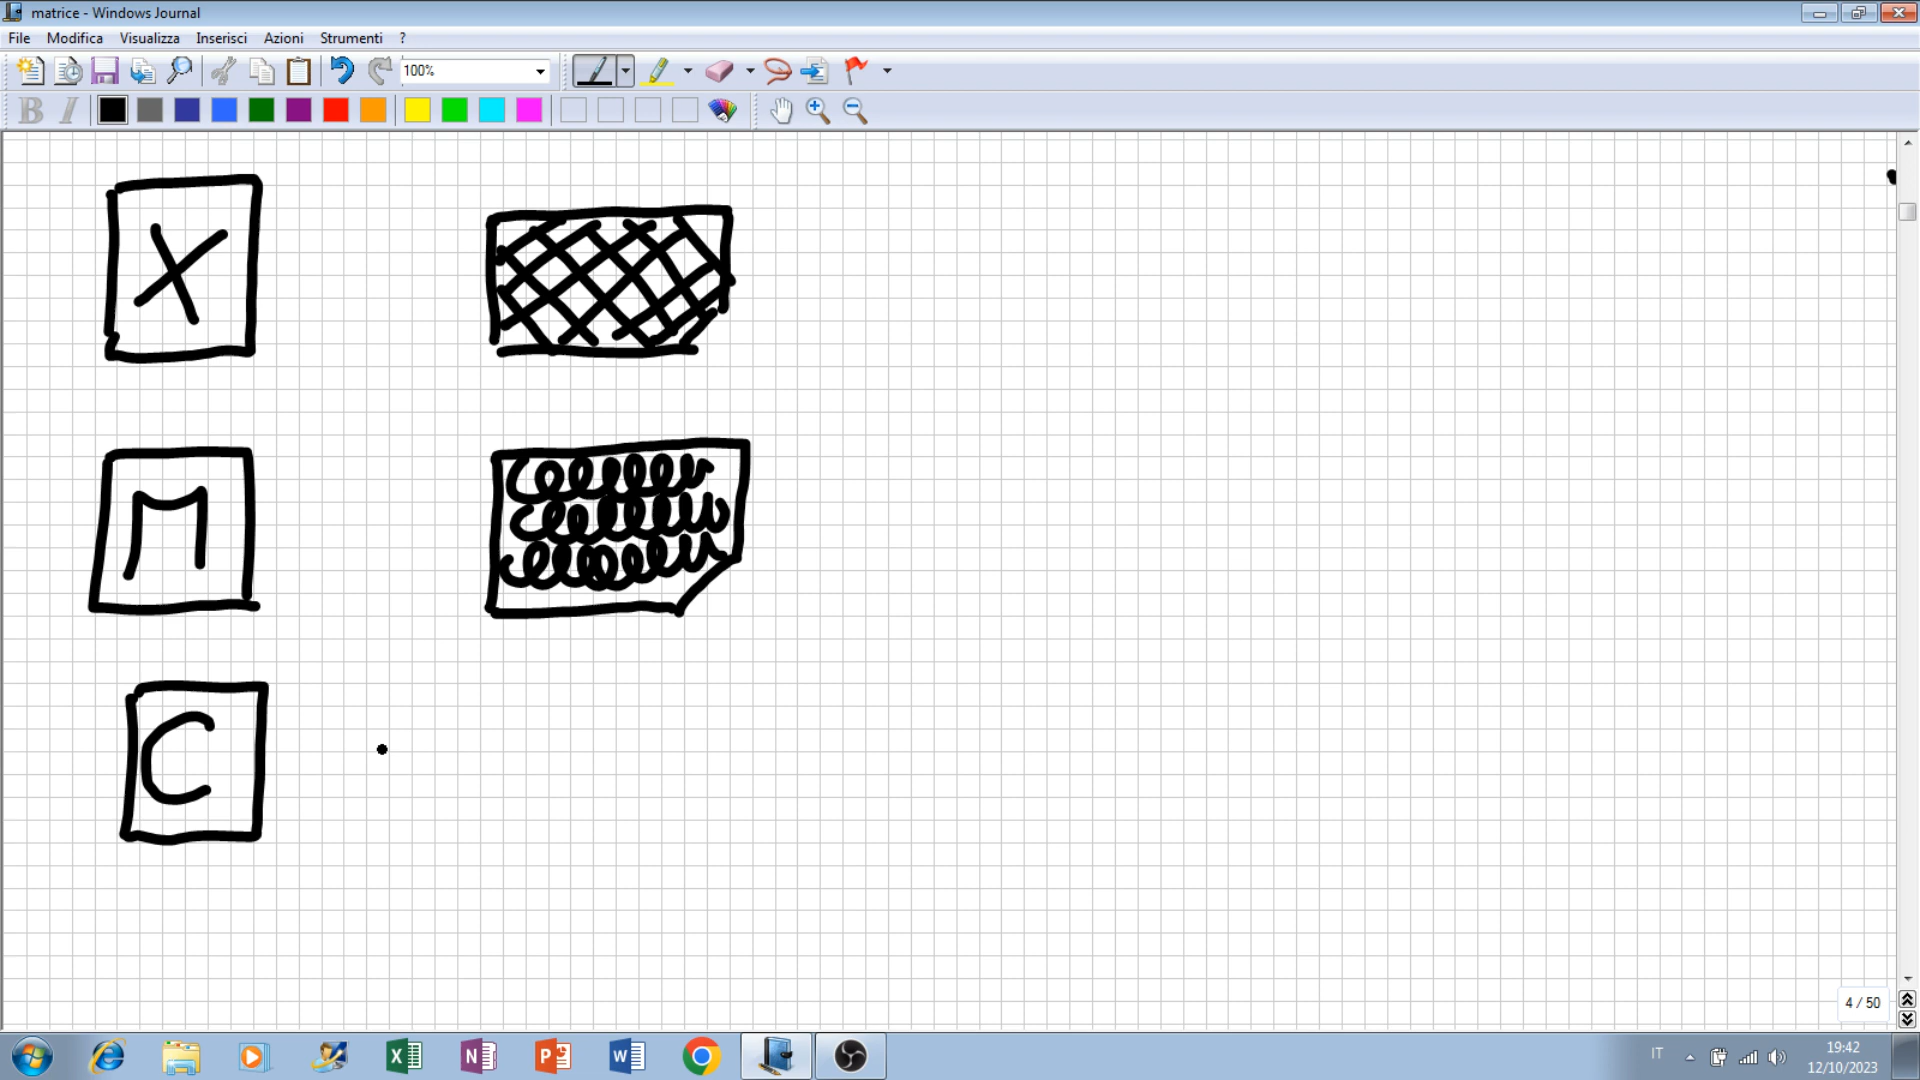 matrice - Windows Journal
File Modifica Visualizza Inserisci Azioni Strumenti ?
100%
B I
X
M
C
4 / 50
IT 19:42
12/10/2023